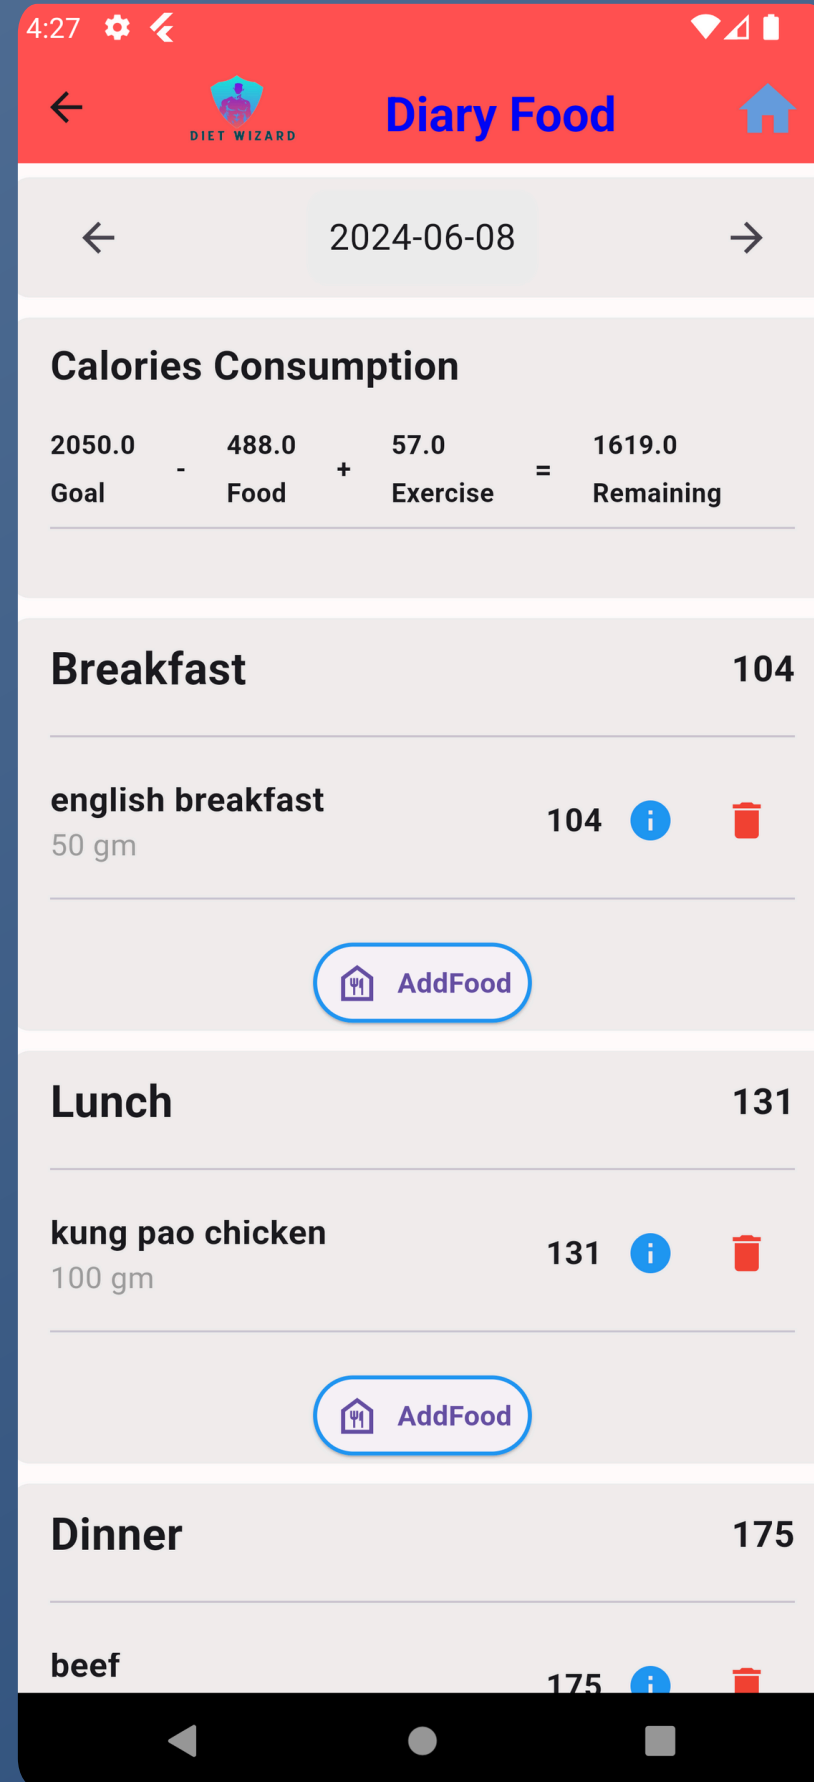 4:27
DIET WIZARD
Diary Food
2024-06-08
Calories Consumption
2050.0 - 488.0 + 57.0 = 1619.0
Goal Food Exercise Remaining
Breakfast 104
english breakfast 104
50 gm
AddFood
Lunch 131
kung pao chicken 131
100 gm
AddFood
Dinner 175
beef 175